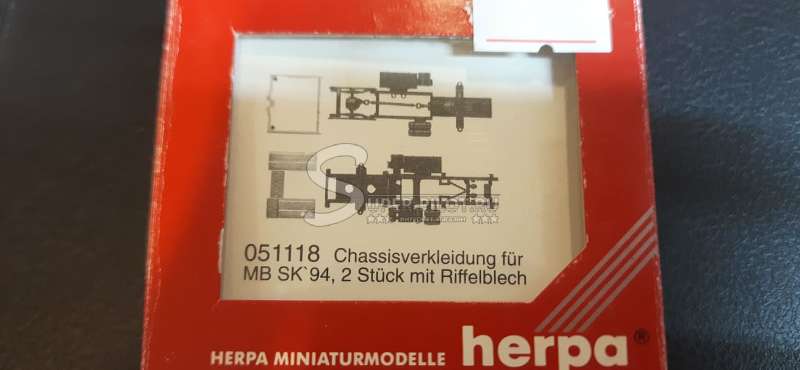 051118 Chassisverkleidung für
MB SK`94, 2 Stück mit Riffelblech
HERPA MINIATURMODELLE herpa®